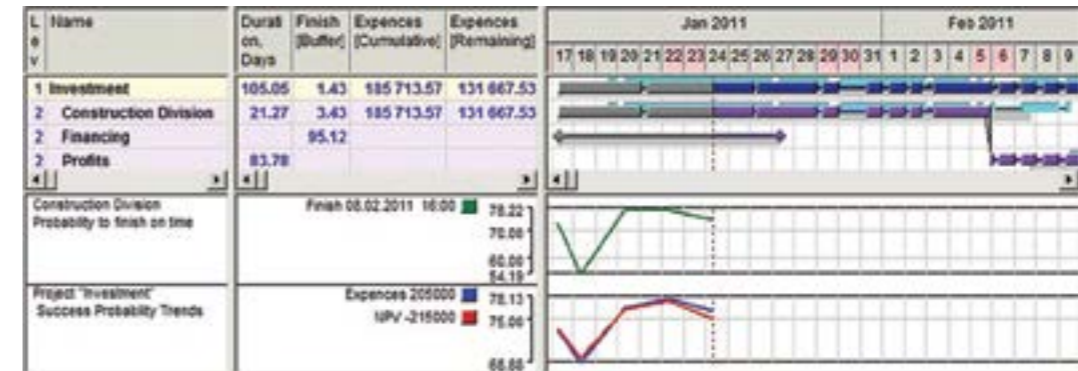 Lev Name Durati on, Days Finish [Buffer] Expences [Cumulative] Expences [Remaining] Jan 2011 Feb 2011
17 18 19 20 21 22 23 24 25 26 27 28 29 30 31 1 2 3 4 5 6 7 8 9
1 Investment 105.05 1.43 185 713.57 131 667.53
2 Construction Division 21.27 3.43 185 713.57 131 667.53
2 Financing 95.12
2 Profits 83.78
Construction Division Finish 08.02.2011 16:00 78.22
Probability to finish on time 70.08
60.08
54.19
Project "Investment" Expences 205000 78.13
Success Probability Trends NPV -215000 75.06